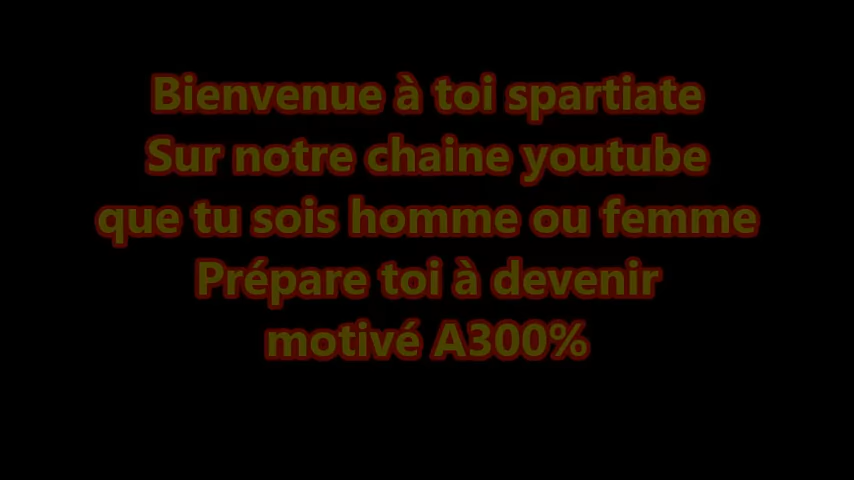 Bienvenue à toi spartiate
Sur notre chaine youtube
que tu sois homme ou femme
Prépare toi à devenir
motivé A300%